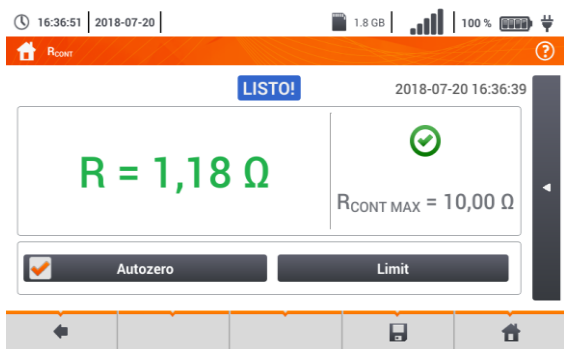 16:36:51 2018-07-20 1.8 GB 100 %
RCONT ?
LISTO! 2018-07-20 16:36:39
R = 1,18 Ω
RCONT MAX = 10,00 Ω
Autozero Limit